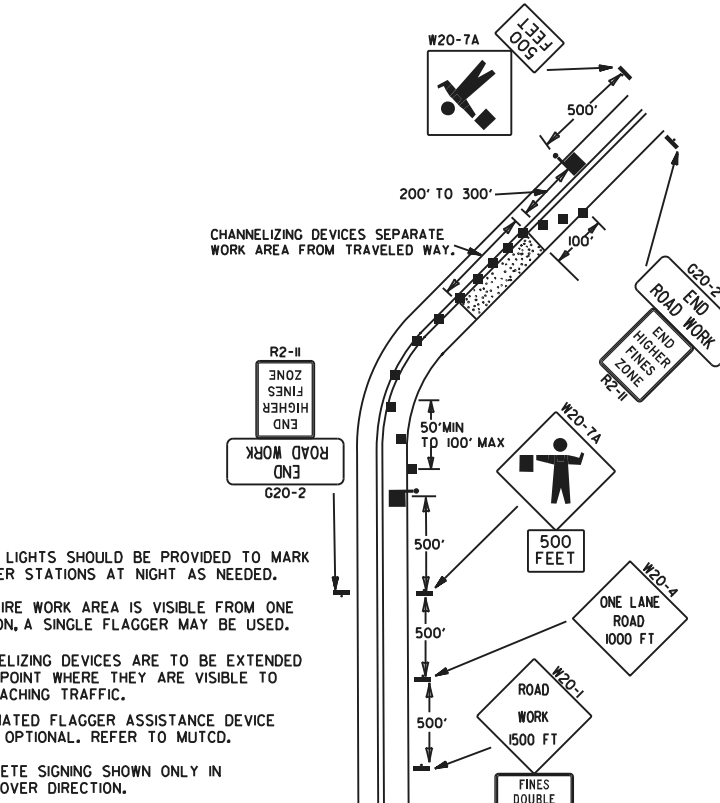 500
FEET
W20-7A
500'
200' TO 300'
CHANNELIZING DEVICES SEPARATE
WORK AREA FROM TRAVELED WAY.
100'
G20-2
END
ROAD WORK
END
HIGHER
FINES
ZONE
R2-11
R2-11
END
HIGHER
FINES
ZONE
END
ROAD WORK
G20-2
50'MIN
TO 100' MAX
W20-7A
500
FEET
500'
500'
500'
W20-4
ONE LANE
ROAD
1000 FT
W20-1
ROAD
WORK
1500 FT
FINES
DOUBLE
LIGHTS SHOULD BE PROVIDED TO MARK
ER STATIONS AT NIGHT AS NEEDED.
IRE WORK AREA IS VISIBLE FROM ONE
ON, A SINGLE FLAGGER MAY BE USED.
ELIZING DEVICES ARE TO BE EXTENDED
POINT WHERE THEY ARE VISIBLE TO
ACHING TRAFFIC.
MATED FLAGGER ASSISTANCE DEVICE
OPTIONAL. REFER TO MUTCD.
ETE SIGNING SHOWN ONLY IN
OVER DIRECTION.